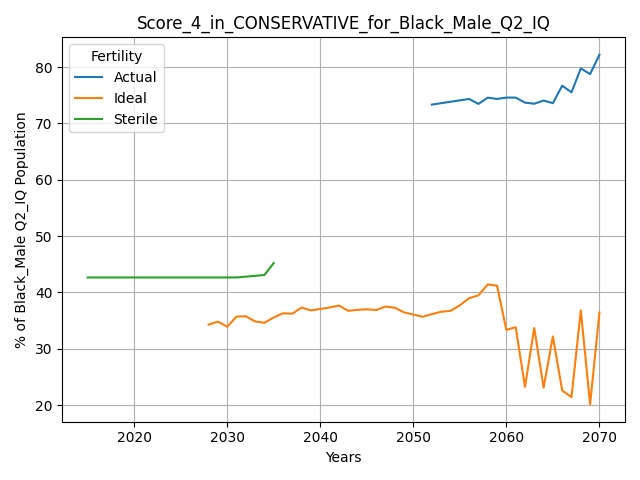 Score_4_in_CONSERVATIVE_for_Black_Male_Q2_IQ
Fertility
Actual
Ideal
Sterile
% of Black_Male Q2_IQ Population
80
70
60
50
40
30
20
2020 2030 2040 2050 2060 2070
Years